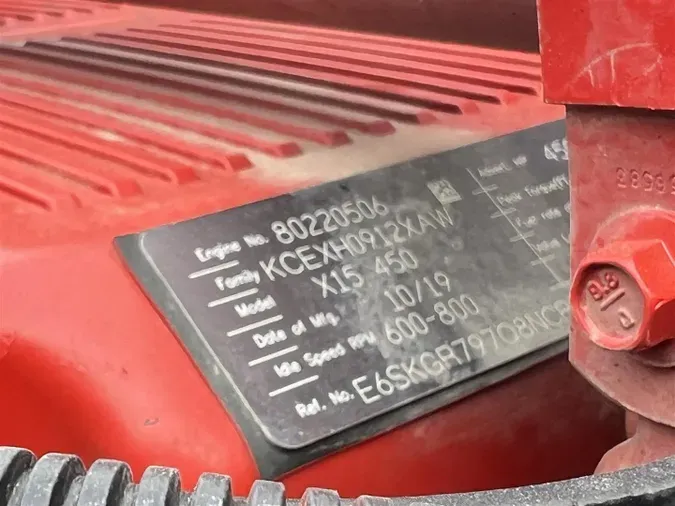 Engine No. 80220506
Family KCEXH0912XAW
Model X15 450
Date of Mfg. 10/19
Idle Speed RPM 600-800
Ref. No. E6SKGR797
8.8